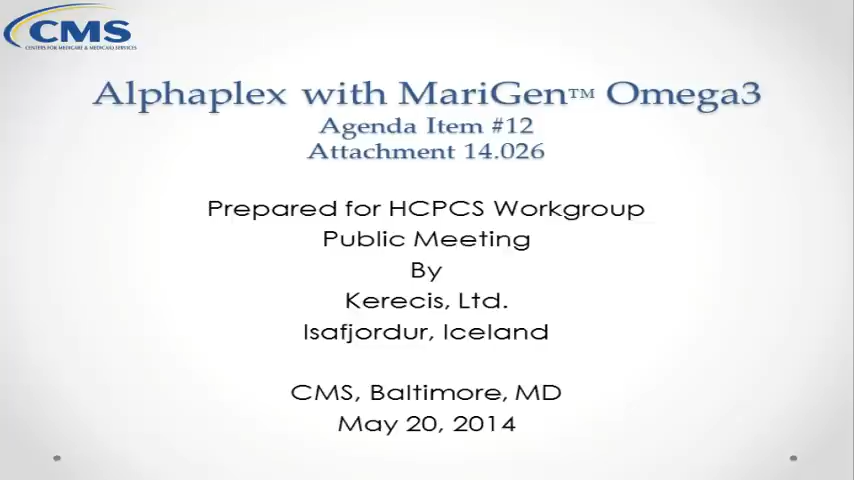 CMS
CENTERS FOR MEDICARE & MEDICAID SERVICES
Alphaplex with MariGen™ Omega3
Agenda Item #12
Attachment 14.026
Prepared for HCPCS Workgroup
Public Meeting
By
Kerecis, Ltd.
Isafjordur, Iceland
CMS, Baltimore, MD
May 20, 2014